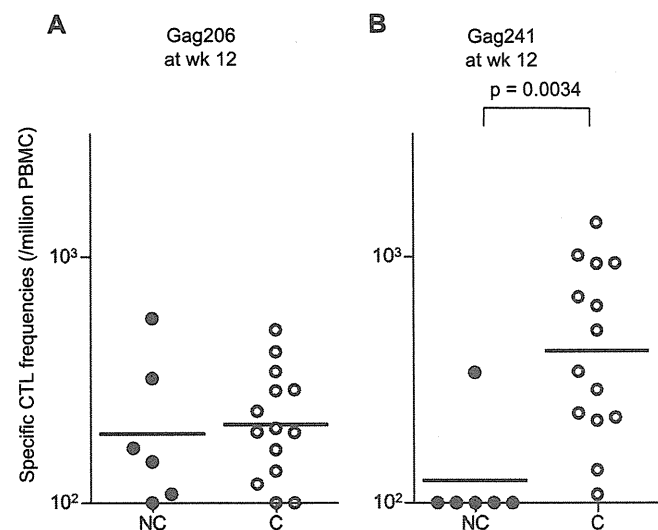 A
Gag206
at wk 12
B
Gag241
at wk 12
p = 0.0034
Specific CTL frequencies (/million PBMC)
10³
10²
NC
C
10³
10²
NC
C